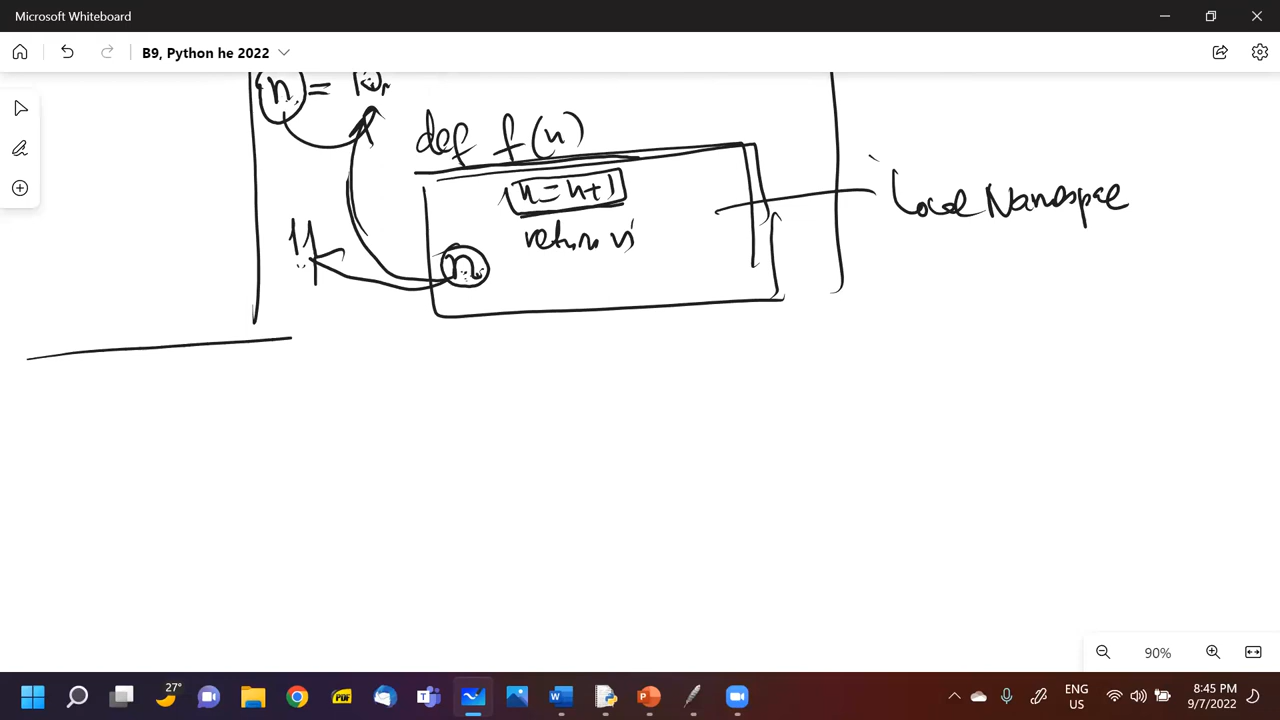 Microsoft Whiteboard
B9, Python he 2022
n = 10
def f(n)
n = n+1
return n
Local Namespace
11
n
90%
27°
ENG
US
8:45 PM
9/7/2022